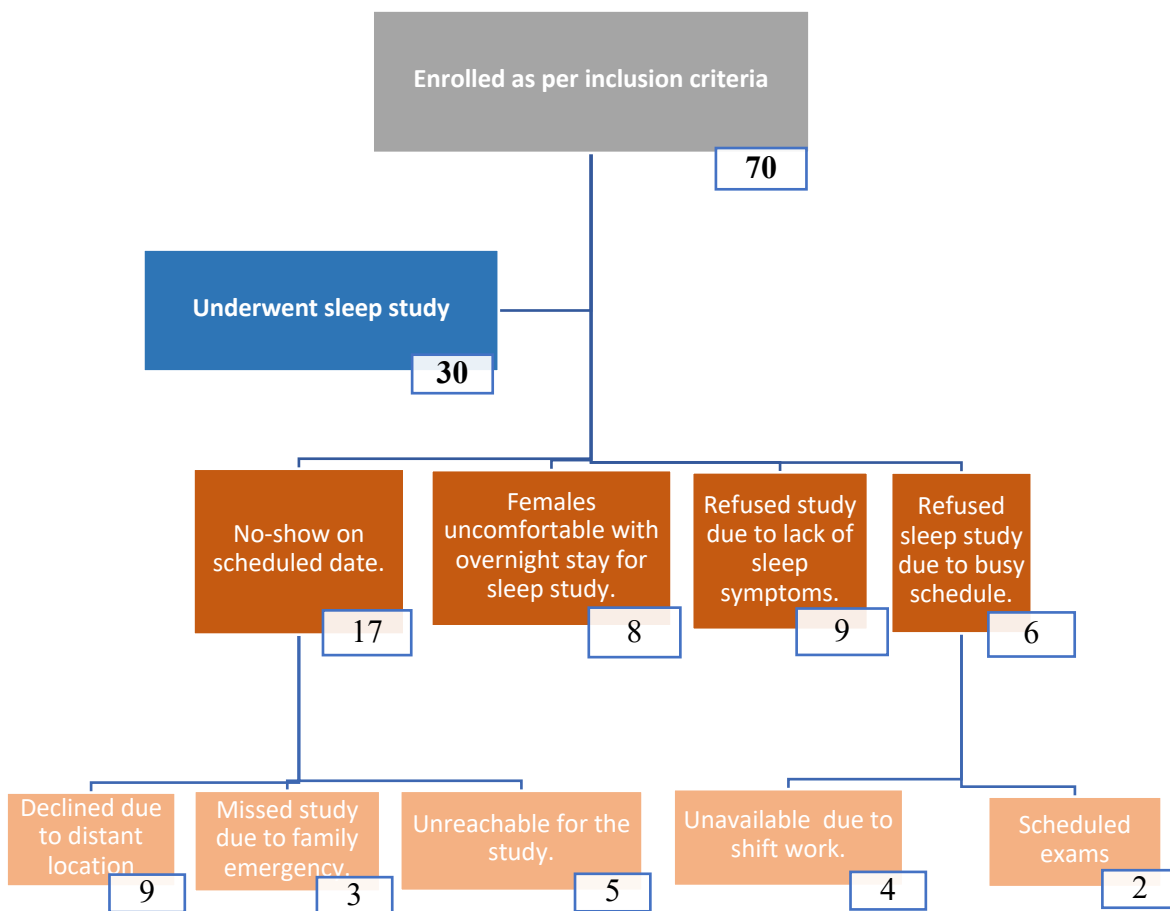 Enrolled as per inclusion criteria
70
Underwent sleep study
30
No-show on
scheduled date.
17
Females
uncomfortable with
overnight stay for
sleep study.
8
Refused study
due to lack of
sleep
symptoms.
9
Refused
sleep study
due to busy
schedule.
6
Declined due
to distant
location
9
Missed study
due to family
emergency.
3
Unreachable for the
study.
5
Unavailable due to
shift work.
4
Scheduled
exams
2